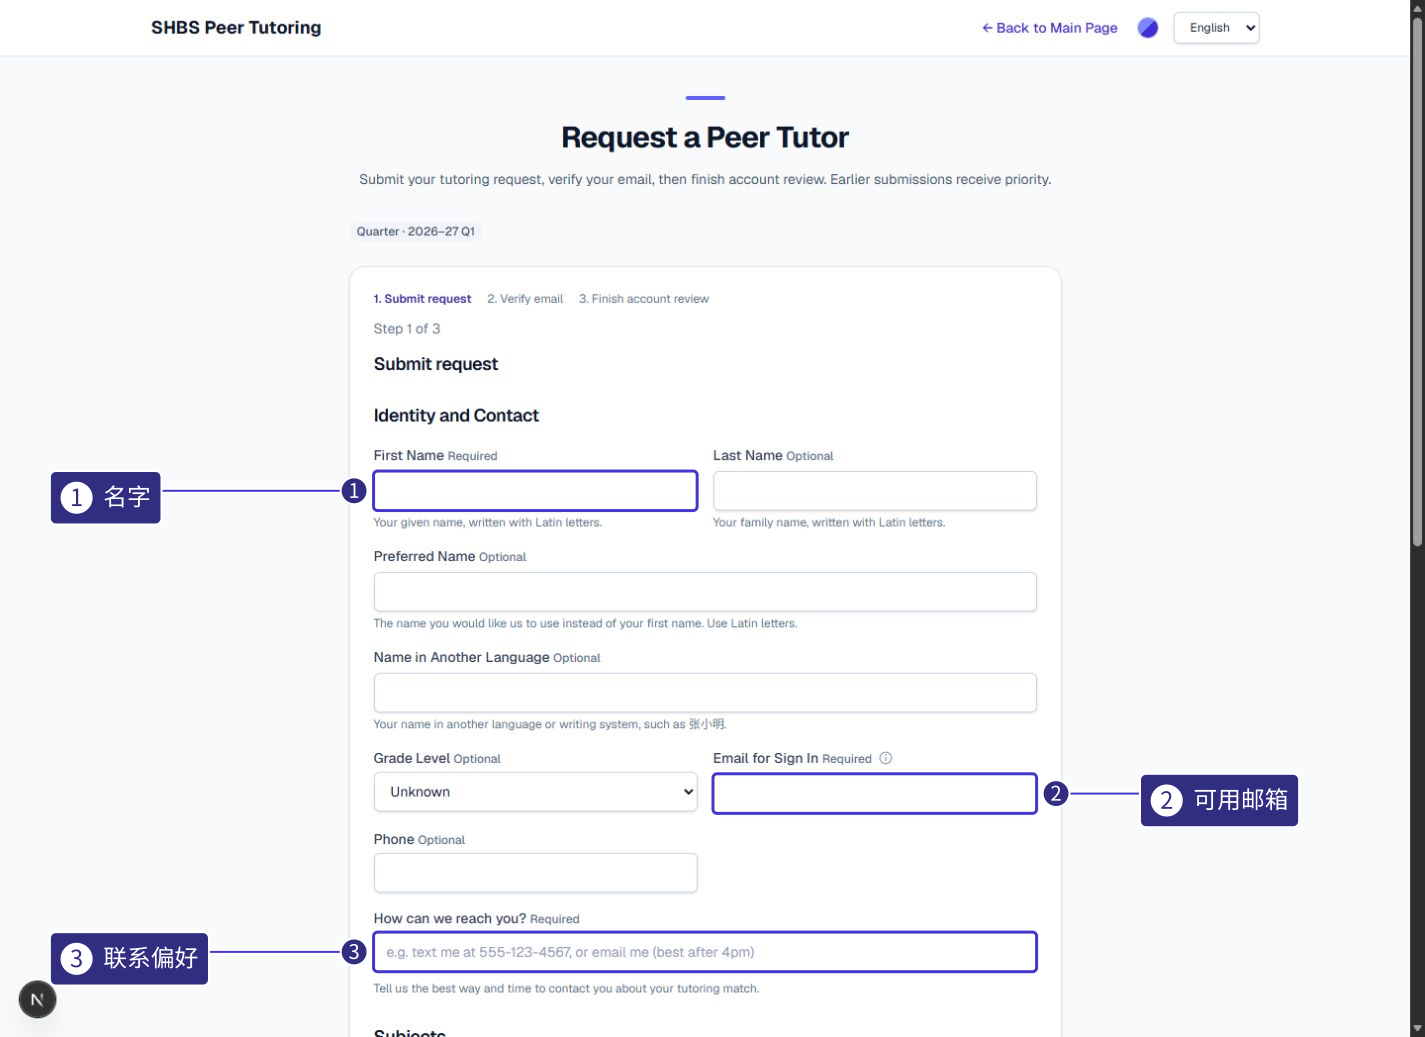 SHBS Peer Tutoring
← Back to Main Page
English
Request a Peer Tutor
Submit your tutoring request, verify your email, then finish account review. Earlier submissions receive priority.
Quarter · 2026–27 Q1
1. Submit request 2. Verify email 3. Finish account review
Step 1 of 3
Submit request
Identity and Contact
First Name Required
Last Name Optional
1 名字
1
Your given name, written with Latin letters.
Your family name, written with Latin letters.
Preferred Name Optional
The name you would like us to use instead of your first name. Use Latin letters.
Name in Another Language Optional
Your name in another language or writing system, such as 张小明.
Grade Level Optional
Email for Sign In Required
Unknown
2
2 可用邮箱
Phone Optional
How can we reach you? Required
3 联系偏好
3
e.g. text me at 555-123-4567, or email me (best after 4pm)
Tell us the best way and time to contact you about your tutoring match.
N
Subjects